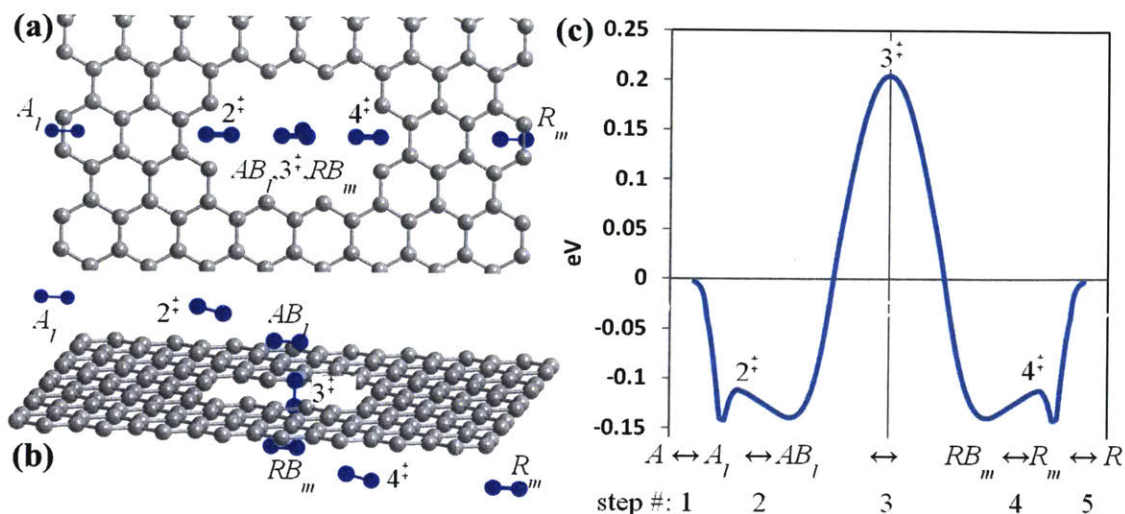 (a)
A_l
2‡
4‡
R_m
AB_l,3‡,RB_m
A_l
2‡
AB_l
3‡
RB_m
4‡
R_m
(b)
(c)
eV
0.25
0.2
0.15
0.1
0.05
0
-0.05
-0.1
-0.15
3‡
2‡
4‡
A ↔ A_l ↔ AB_l ↔ RB_m ↔ R_m ↔ R
step #: 1 2 3 4 5